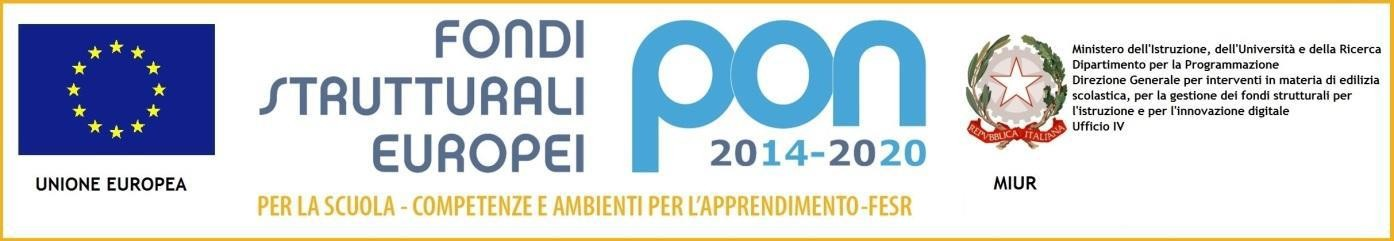 UNIONE EUROPEA
FONDI
STRUTTURALI
EUROPEI
pon
2014-2020
PER LA SCUOLA - COMPETENZE E AMBIENTI PER L'APPRENDIMENTO-FESR
REPVBBLICA ITALIANA
MIUR
Ministero dell'Istruzione, dell'Università e della Ricerca
Dipartimento per la Programmazione
Direzione Generale per interventi in materia di edilizia
scolastica, per la gestione dei fondi strutturali per
l'istruzione e per l'innovazione digitale
Ufficio IV